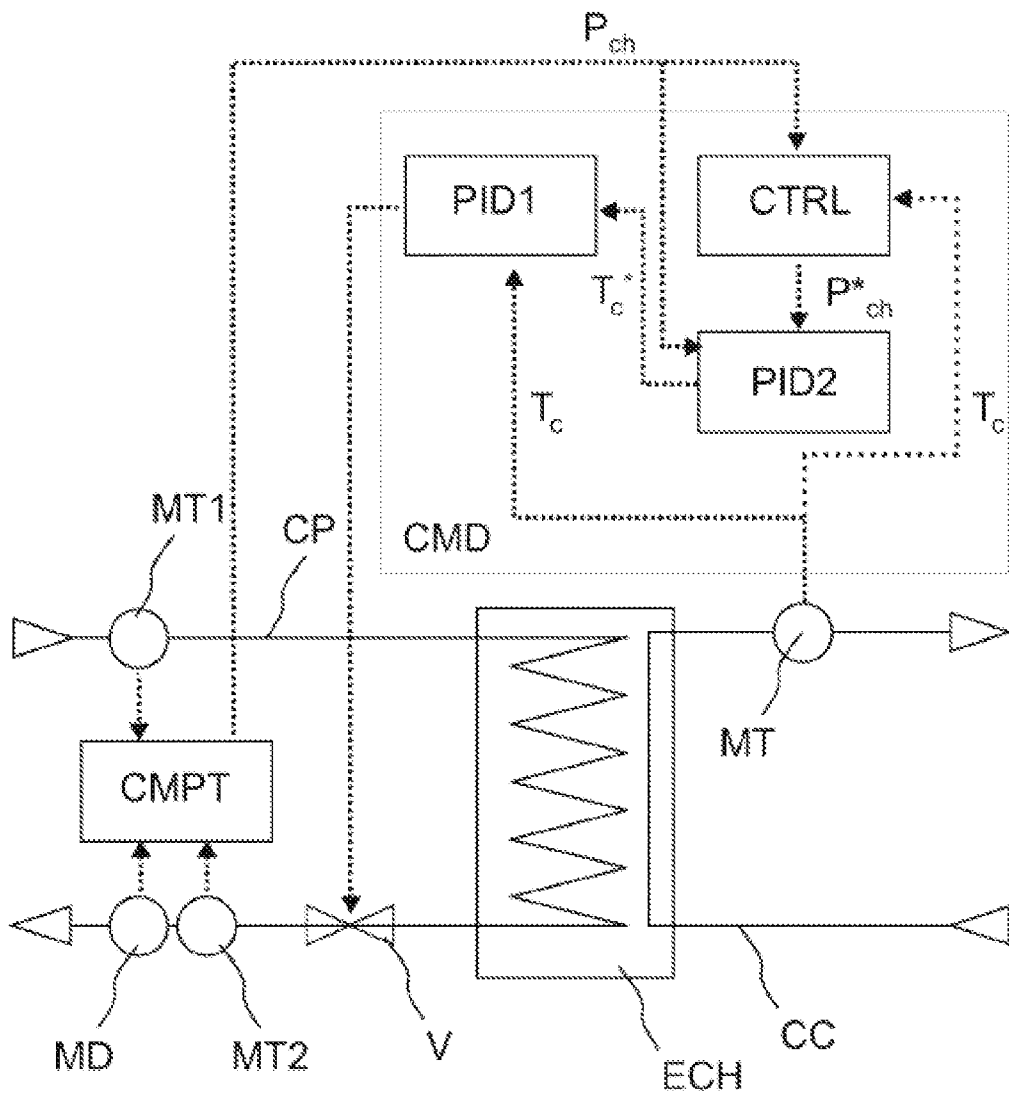 P_ch
PID1
CTRL
T_c*
P*_ch
PID2
T_c
T_c
MT1
CP
CMD
MT
CMPT
MD
MT2
V
ECH
CC